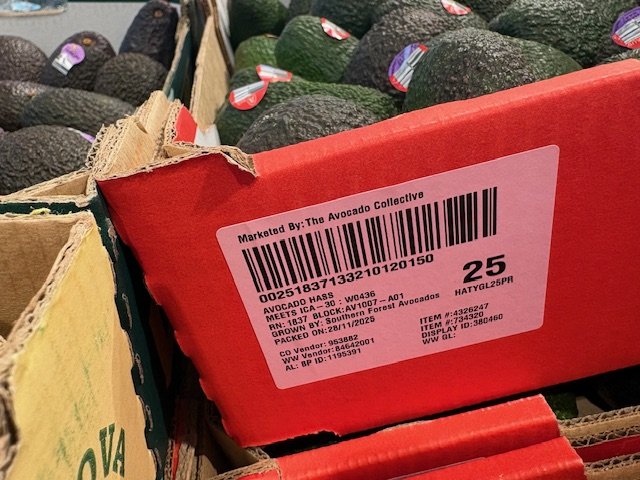 Marketed By: The Avocado Collective
00251837133210120150
AVOCADO HASS
MEETS ICA-30 : W0436
RN: 1837 BLOCK:AV1007-A01
GROWN BY: Southern Forest Avocados
PACKED ON:28/11/2025
25
HATYGL25PR
CO Vendor: 953882
WW Vendor:84642001
AL: BP ID:1195391
ITEM #:4326247
ITEM #:734320
DISPLAY ID:380460
WW GL:
OVA